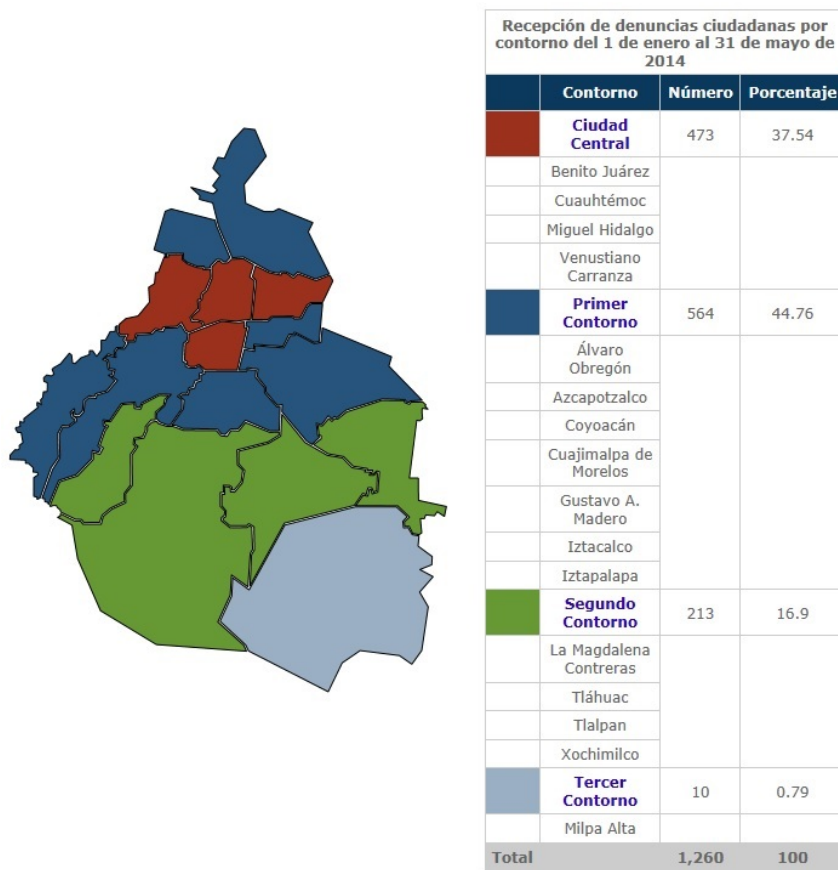 Recepción de denuncias ciudadanas por
contorno del 1 de enero al 31 de mayo de
2014
Contorno Número Porcentaje
Ciudad
Central 473 37.54
Benito Juárez
Cuauhtémoc
Miguel Hidalgo
Venustiano
Carranza
Primer
Contorno 564 44.76
Álvaro
Obregón
Azcapotzalco
Coyoacán
Cuajimalpa de
Morelos
Gustavo A.
Madero
Iztacalco
Iztapalapa
Segundo
Contorno 213 16.9
La Magdalena
Contreras
Tláhuac
Tlalpan
Xochimilco
Tercer
Contorno 10 0.79
Milpa Alta
Total 1,260 100